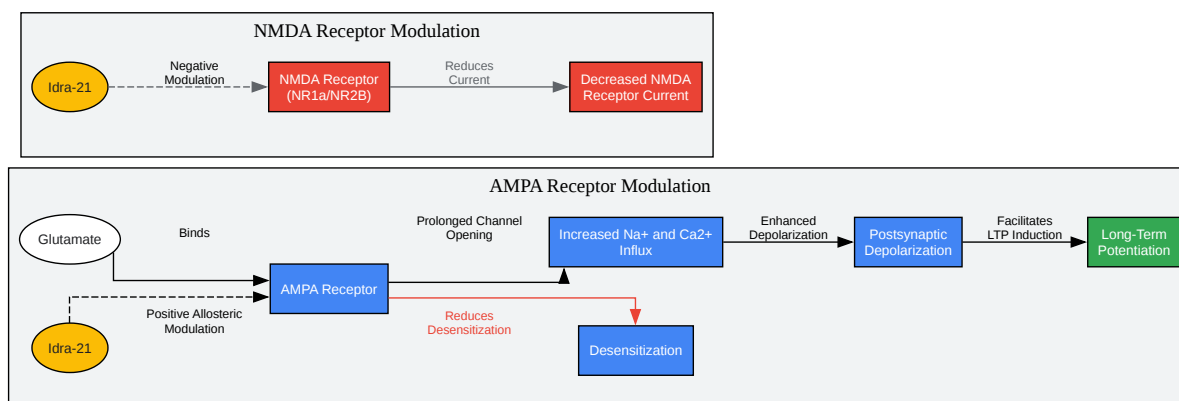 NMDA Receptor Modulation
Idra-21
Negative
Modulation
NMDA Receptor
(NR1a/NR2B)
Reduces
Current
Decreased NMDA
Receptor Current
AMPA Receptor Modulation
Glutamate
Binds
Idra-21
Positive Allosteric
Modulation
AMPA Receptor
Prolonged Channel
Opening
Reduces
Desensitization
Increased Na+ and Ca2+
Influx
Desensitization
Enhanced
Depolarization
Postsynaptic
Depolarization
Facilitates
LTP Induction
Long-Term
Potentiation